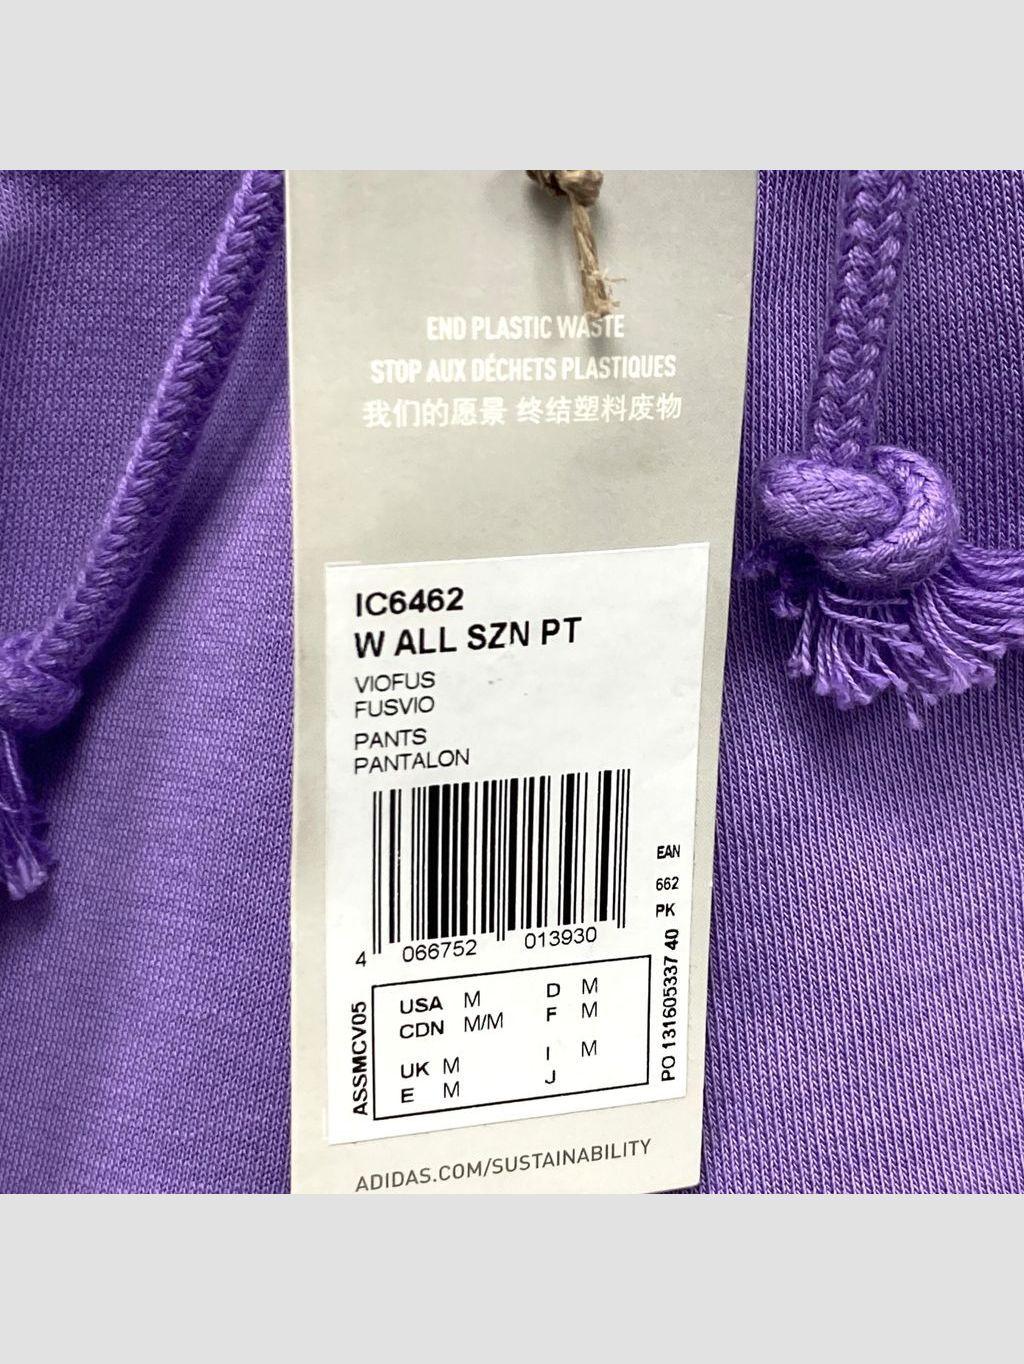 END PLASTIC WASTE
STOP AUX DÉCHETS PLASTIQUES
我们的愿景 终结塑料废物
IC6462
W ALL SZN PT
VIOFUS
FUSVIO
PANTS
PANTALON
EAN
662
PK
4 066752 013930
PO 131605337 40
ASSMCV05
USA M D M
CDN M/M F M
UK M I M
E M J
ADIDAS.COM/SUSTAINABILITY